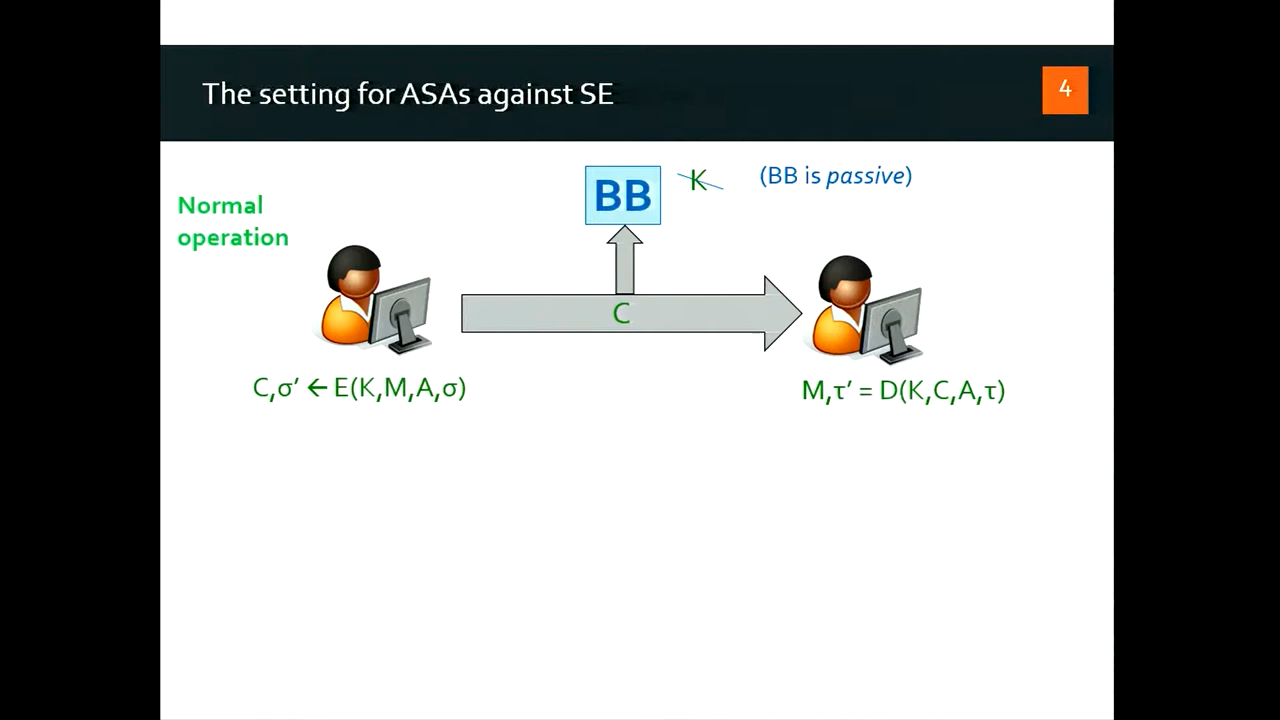 The setting for ASAs against SE
4
BB
K
(BB is passive)
Normal
operation
C
C,σ’ ← E(K,M,A,σ)
M,τ’ = D(K,C,A,τ)